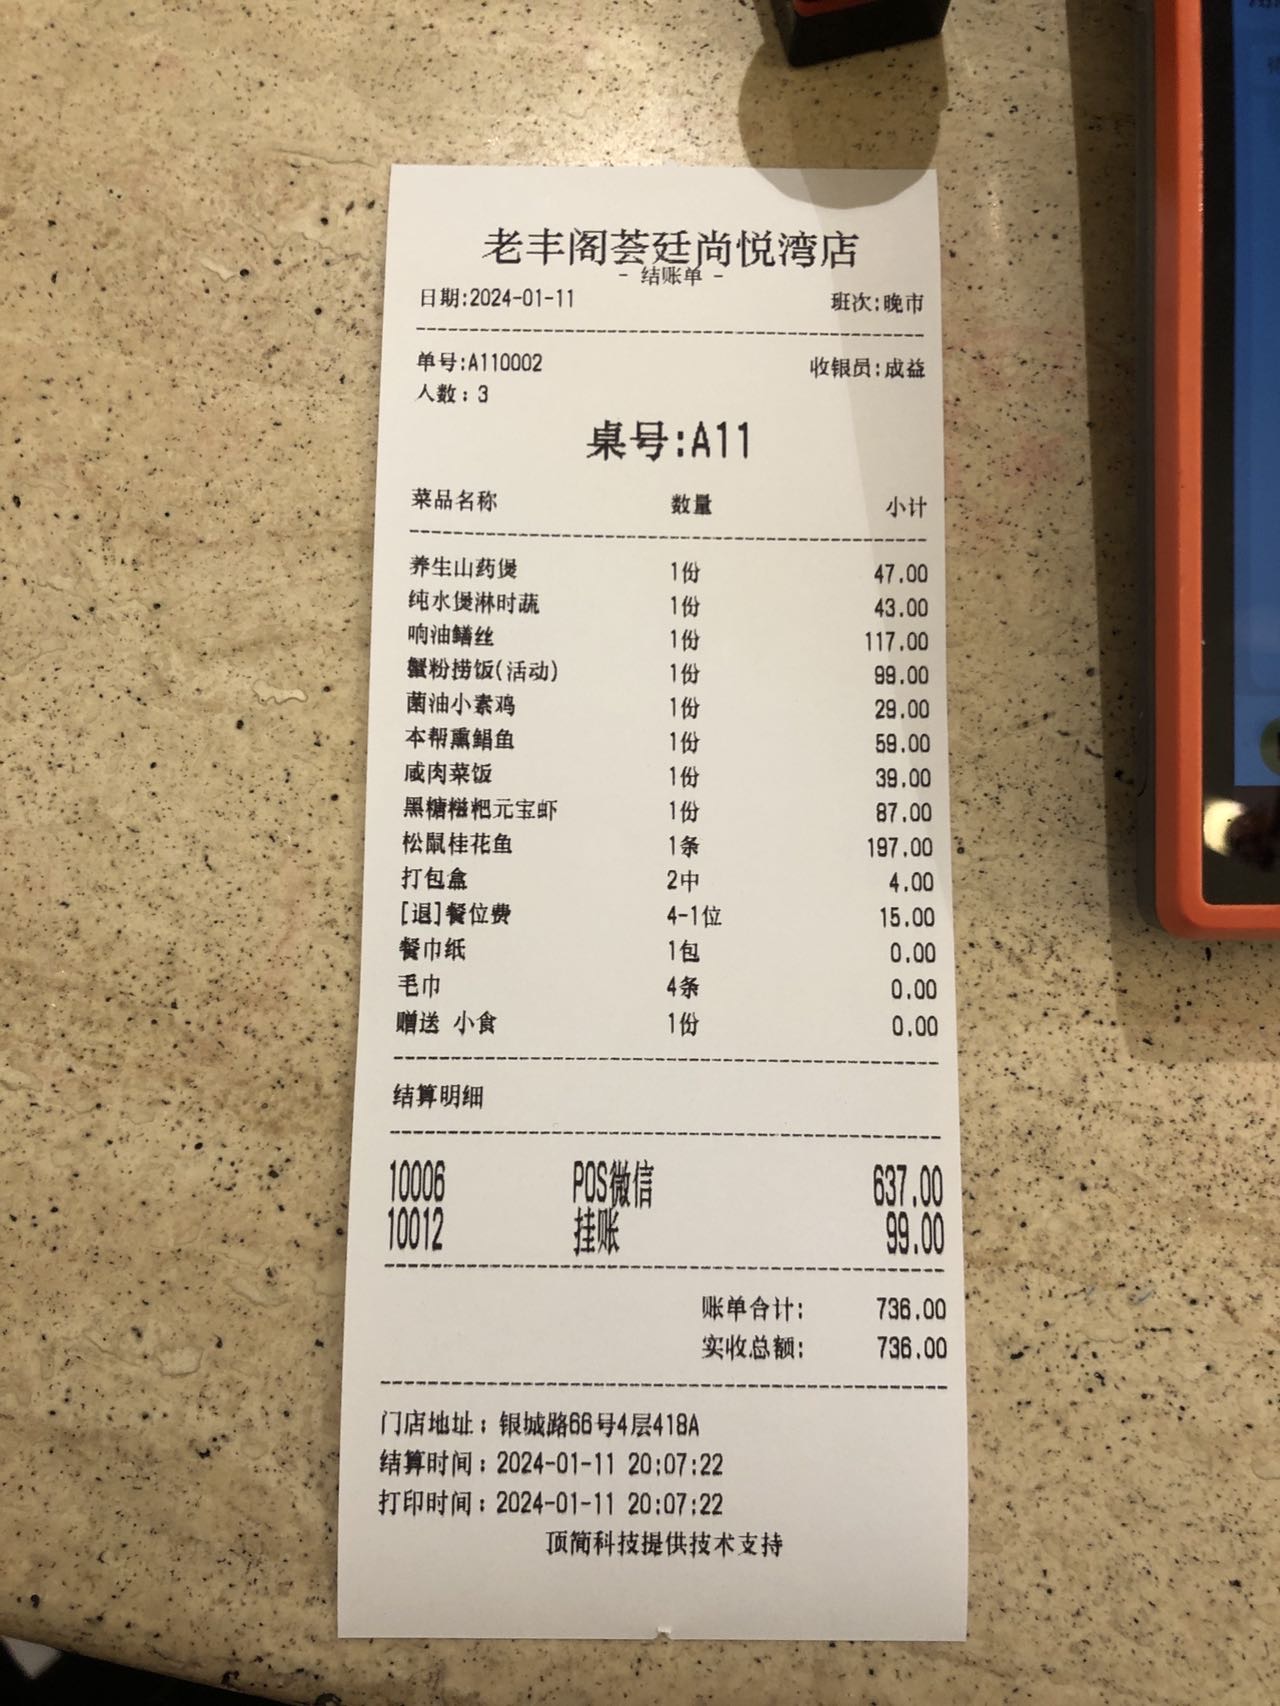 老丰阁荟廷尚悦湾店
- 结账单 -
日期:2024-01-11 班次:晚市
单号:A110002 收银员:成益
人数: 3
桌号:A11
菜品名称 数量 小计
养生山药煲 1份 47.00
纯水煲淋时蔬 1份 43.00
响油鳝丝 1份 117.00
蟹粉捞饭(活动) 1份 99.00
菌油小素鸡 1份 29.00
本帮熏鲳鱼 1份 59.00
咸肉菜饭 1份 39.00
黑糖糍粑元宝虾 1份 87.00
松鼠桂花鱼 1条 197.00
打包盒 2中 4.00
[退]餐位费 4-1位 15.00
餐巾纸 1包 0.00
毛巾 4条 0.00
赠送 小食 1份 0.00
结算明细
10006 POS微信 637.00
10012 挂账 99.00
账单合计: 736.00
实收总额: 736.00
门店地址: 银城路66号4层418A
结算时间: 2024-01-11 20:07:22
打印时间: 2024-01-11 20:07:22
顶简科技提供技术支持